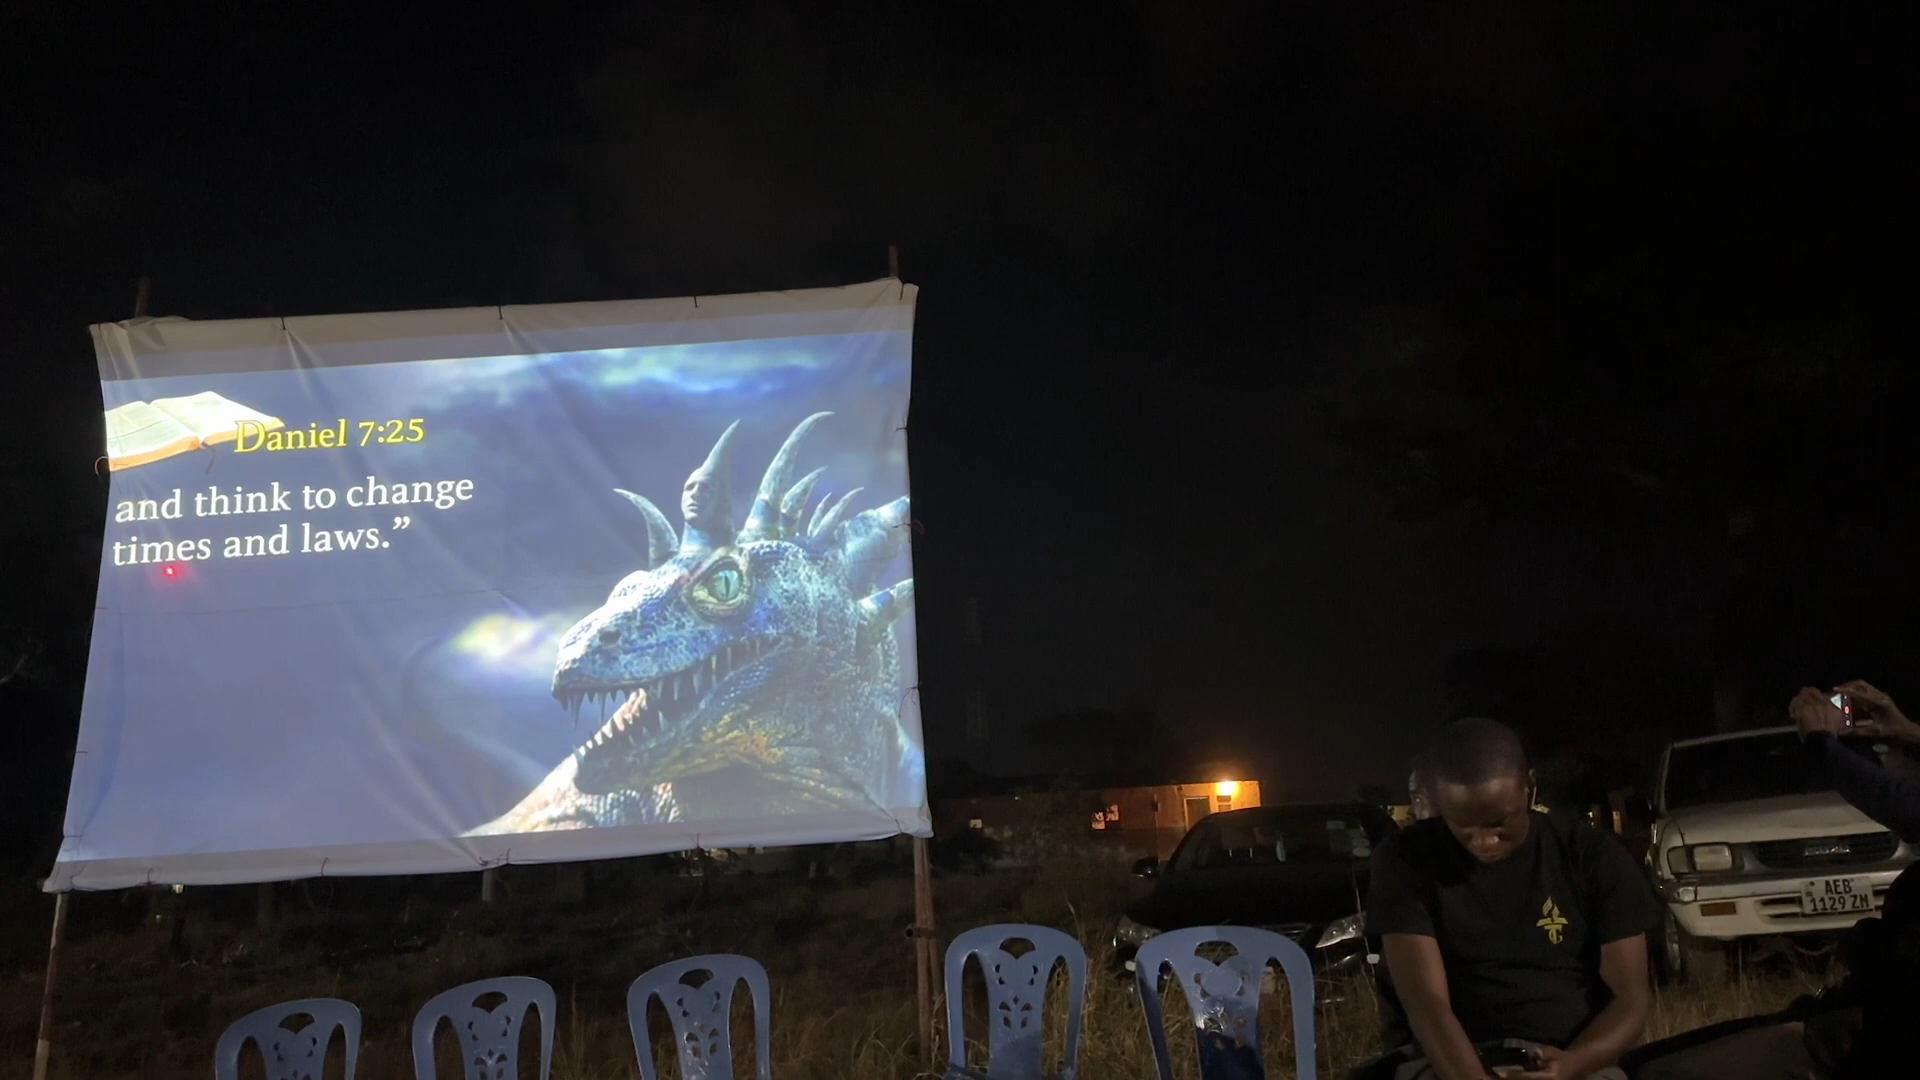 Daniel 7:25
and think to change
times and laws.”
AEB
1129 ZM